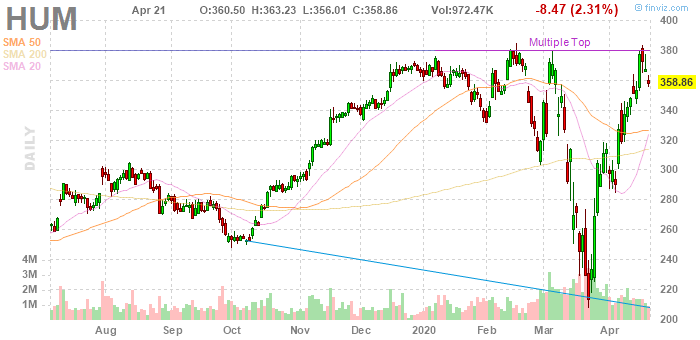 HUM Apr 21 O:360.50 H:363.23 L:356.01 C:358.86 Vol:972.47K -8.47 (2.31%) © finviz.com
SMA 50
SMA 200
SMA 20
Multiple Top
DAILY
400
380
360
358.86
340
320
300
280
260
240
220
200
4M
3M
2M
1M
Aug Sep Oct Nov Dec 2020 Feb Mar Apr